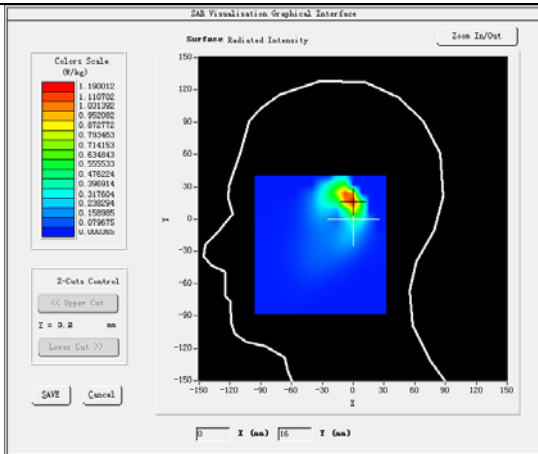 SAR Visualisation Graphical Interface
Surface Radiated Intensity
Zoom In/Out
Colors Scale
(W/kg)
1.190012
1.110702
1.031392
0.952082
0.872772
0.793463
0.714153
0.634843
0.555533
0.476224
0.396914
0.317604
0.238294
0.158985
0.079675
0.000365
Z-Cuts Control
<< Upper Cut
Z = 3.2 mm
Lower Cut >>
SAVE
Cancel
150
120
90
60
30
0
-30
-60
-90
-120
-150
Y
-150 -120 -90 -60 -30 0 30 60 90 120 150
X
0 X (mm) 16 Y (mm)